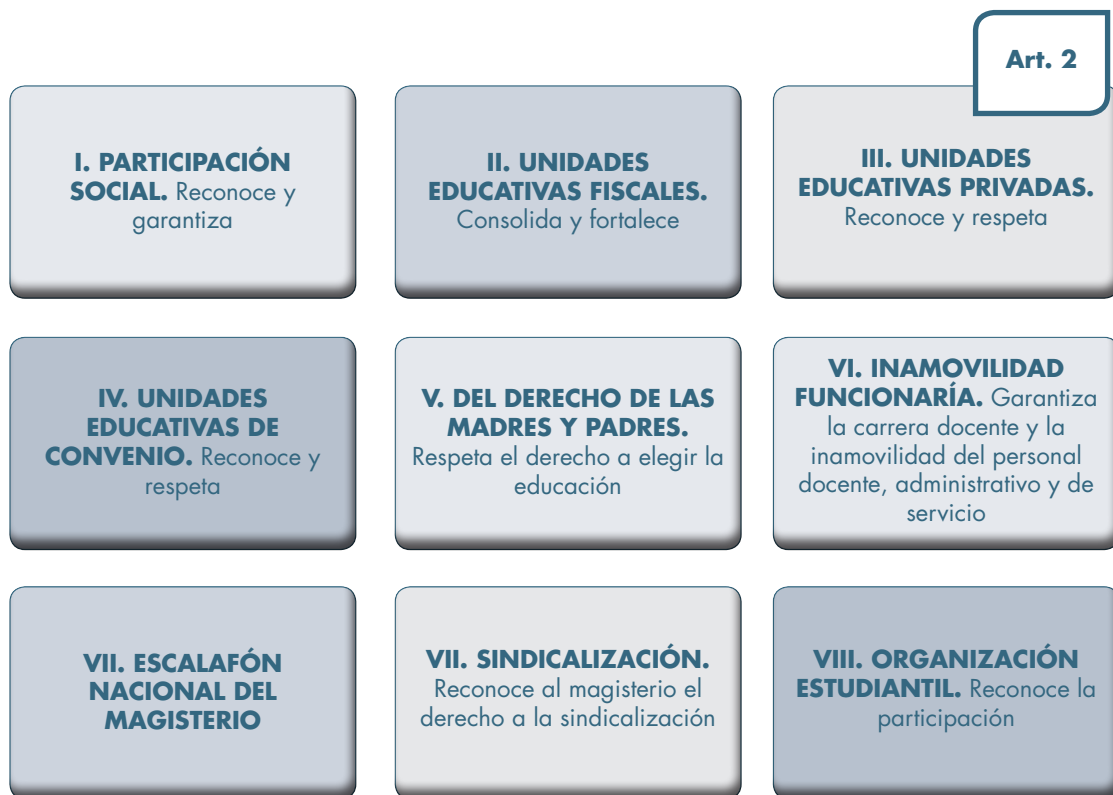 Art. 2
I. PARTICIPACIÓN
SOCIAL. Reconoce y
garantiza
II. UNIDADES
EDUCATIVAS FISCALES.
Consolida y fortalece
III. UNIDADES
EDUCATIVAS PRIVADAS.
Reconoce y respeta
IV. UNIDADES
EDUCATIVAS DE
CONVENIO. Reconoce y
respeta
V. DEL DERECHO DE LAS
MADRES Y PADRES.
Respeta el derecho a elegir la
educación
VI. INAMOVILIDAD
FUNCIONARÍA. Garantiza
la carrera docente y la
inamovilidad del personal
docente, administrativo y de
servicio
VII. ESCALAFÓN
NACIONAL DEL
MAGISTERIO
VII. SINDICALIZACIÓN.
Reconoce al magisterio el
derecho a la sindicalización
VIII. ORGANIZACIÓN
ESTUDIANTIL. Reconoce la
participación